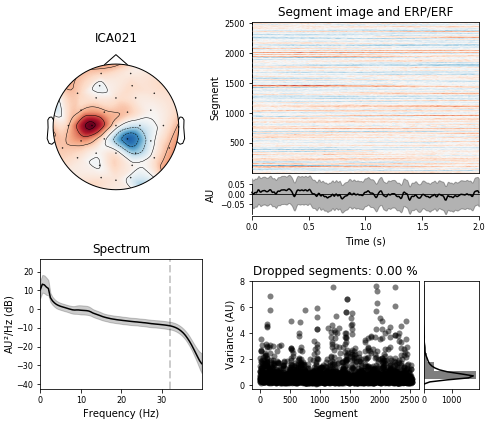 ICA021
Segment image and ERP/ERF
Segment
2500
2000
1500
1000
500
AU
0.05
0.00
−0.05
0.0 0.5 1.0 1.5 2.0
Time (s)
Spectrum
AU²/Hz (dB)
20
10
0
−10
−20
−30
−40
0 10 20 30
Frequency (Hz)
Dropped segments: 0.00 %
Variance (AU)
8
6
4
2
0
0 500 1000 1500 2000 2500
Segment
0 1000